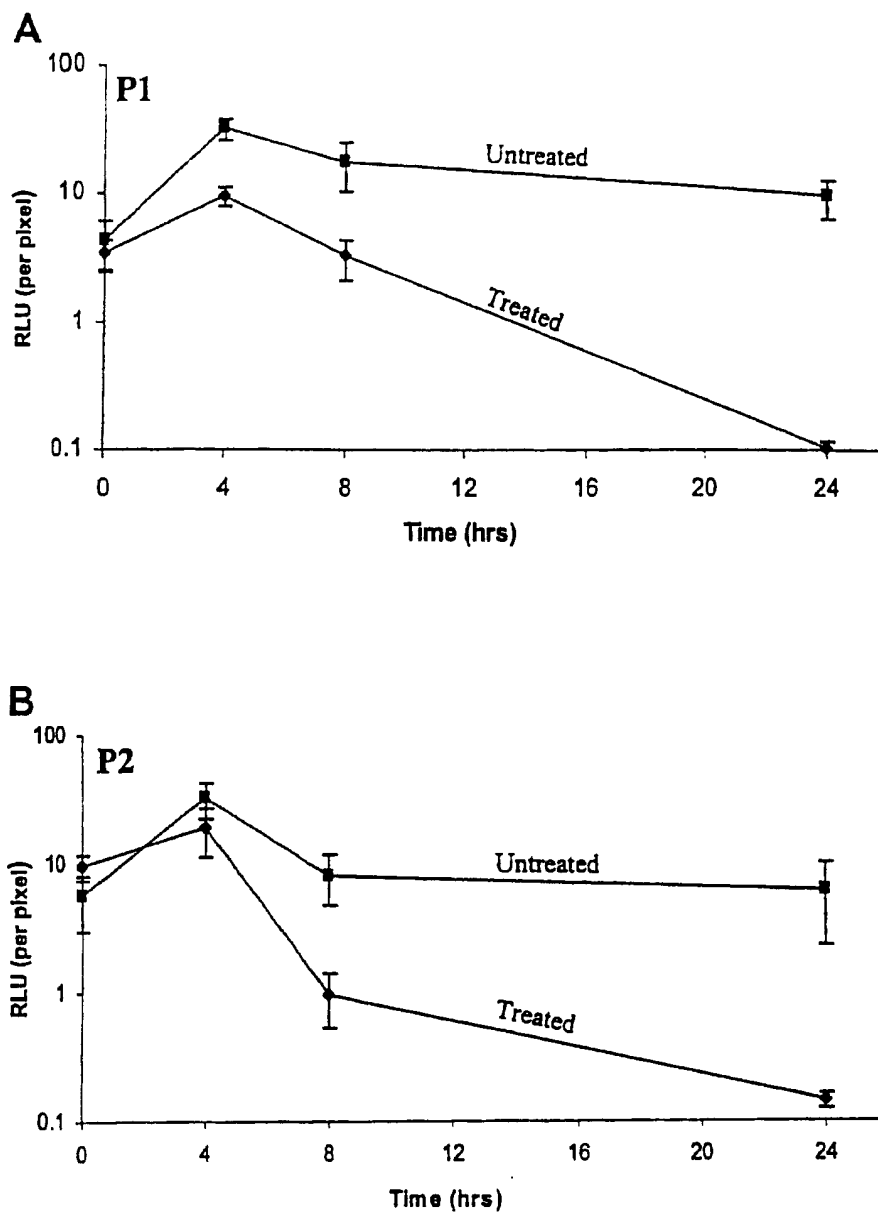 A
P1
100
10
1
0.1
RLU (per pixel)
Untreated
Treated
0 4 8 12 16 20 24
Time (hrs)
B
P2
100
10
1
0.1
RLU (per pixel)
Untreated
Treated
0 4 8 12 16 20 24
Time (hrs)